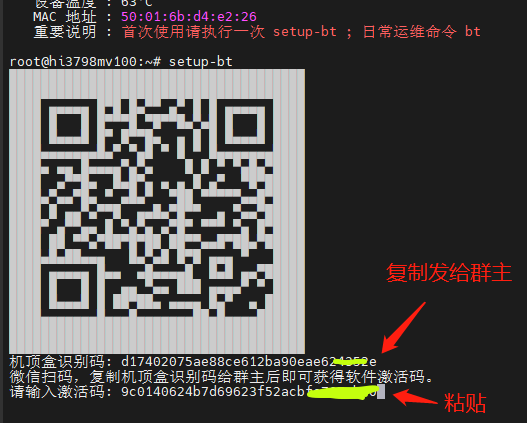 设备温度 : 63°C
MAC 地址 : 50:01:6b:d4:e2:26
重要说明 : 首次使用请执行一次 setup-bt ; 日常运维命令 bt
root@hi3798mv100:~# setup-bt
复制发给群主
机顶盒识别码: d17402075ae88ce612ba90eae62
微信扫码，复制机顶盒识别码给群主后即可获得软件激活码。
请输入激活码: 9c0140624b7d69623f52acb
粘贴